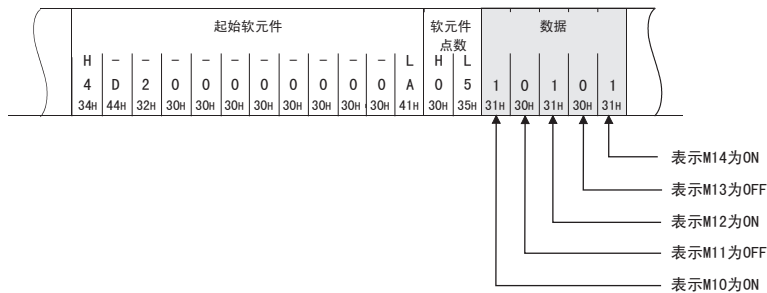 起始软元件 软元件点数 数据
H - - - - - - - - - - L H L
4 D 2 0 0 0 0 0 0 0 0 A 0 5 1 0 1 0 1
34H 44H 32H 30H 30H 30H 30H 30H 30H 30H 30H 41H 30H 35H 31H 30H 31H 30H 31H
表示M14为ON
表示M13为OFF
表示M12为ON
表示M11为OFF
表示M10为ON